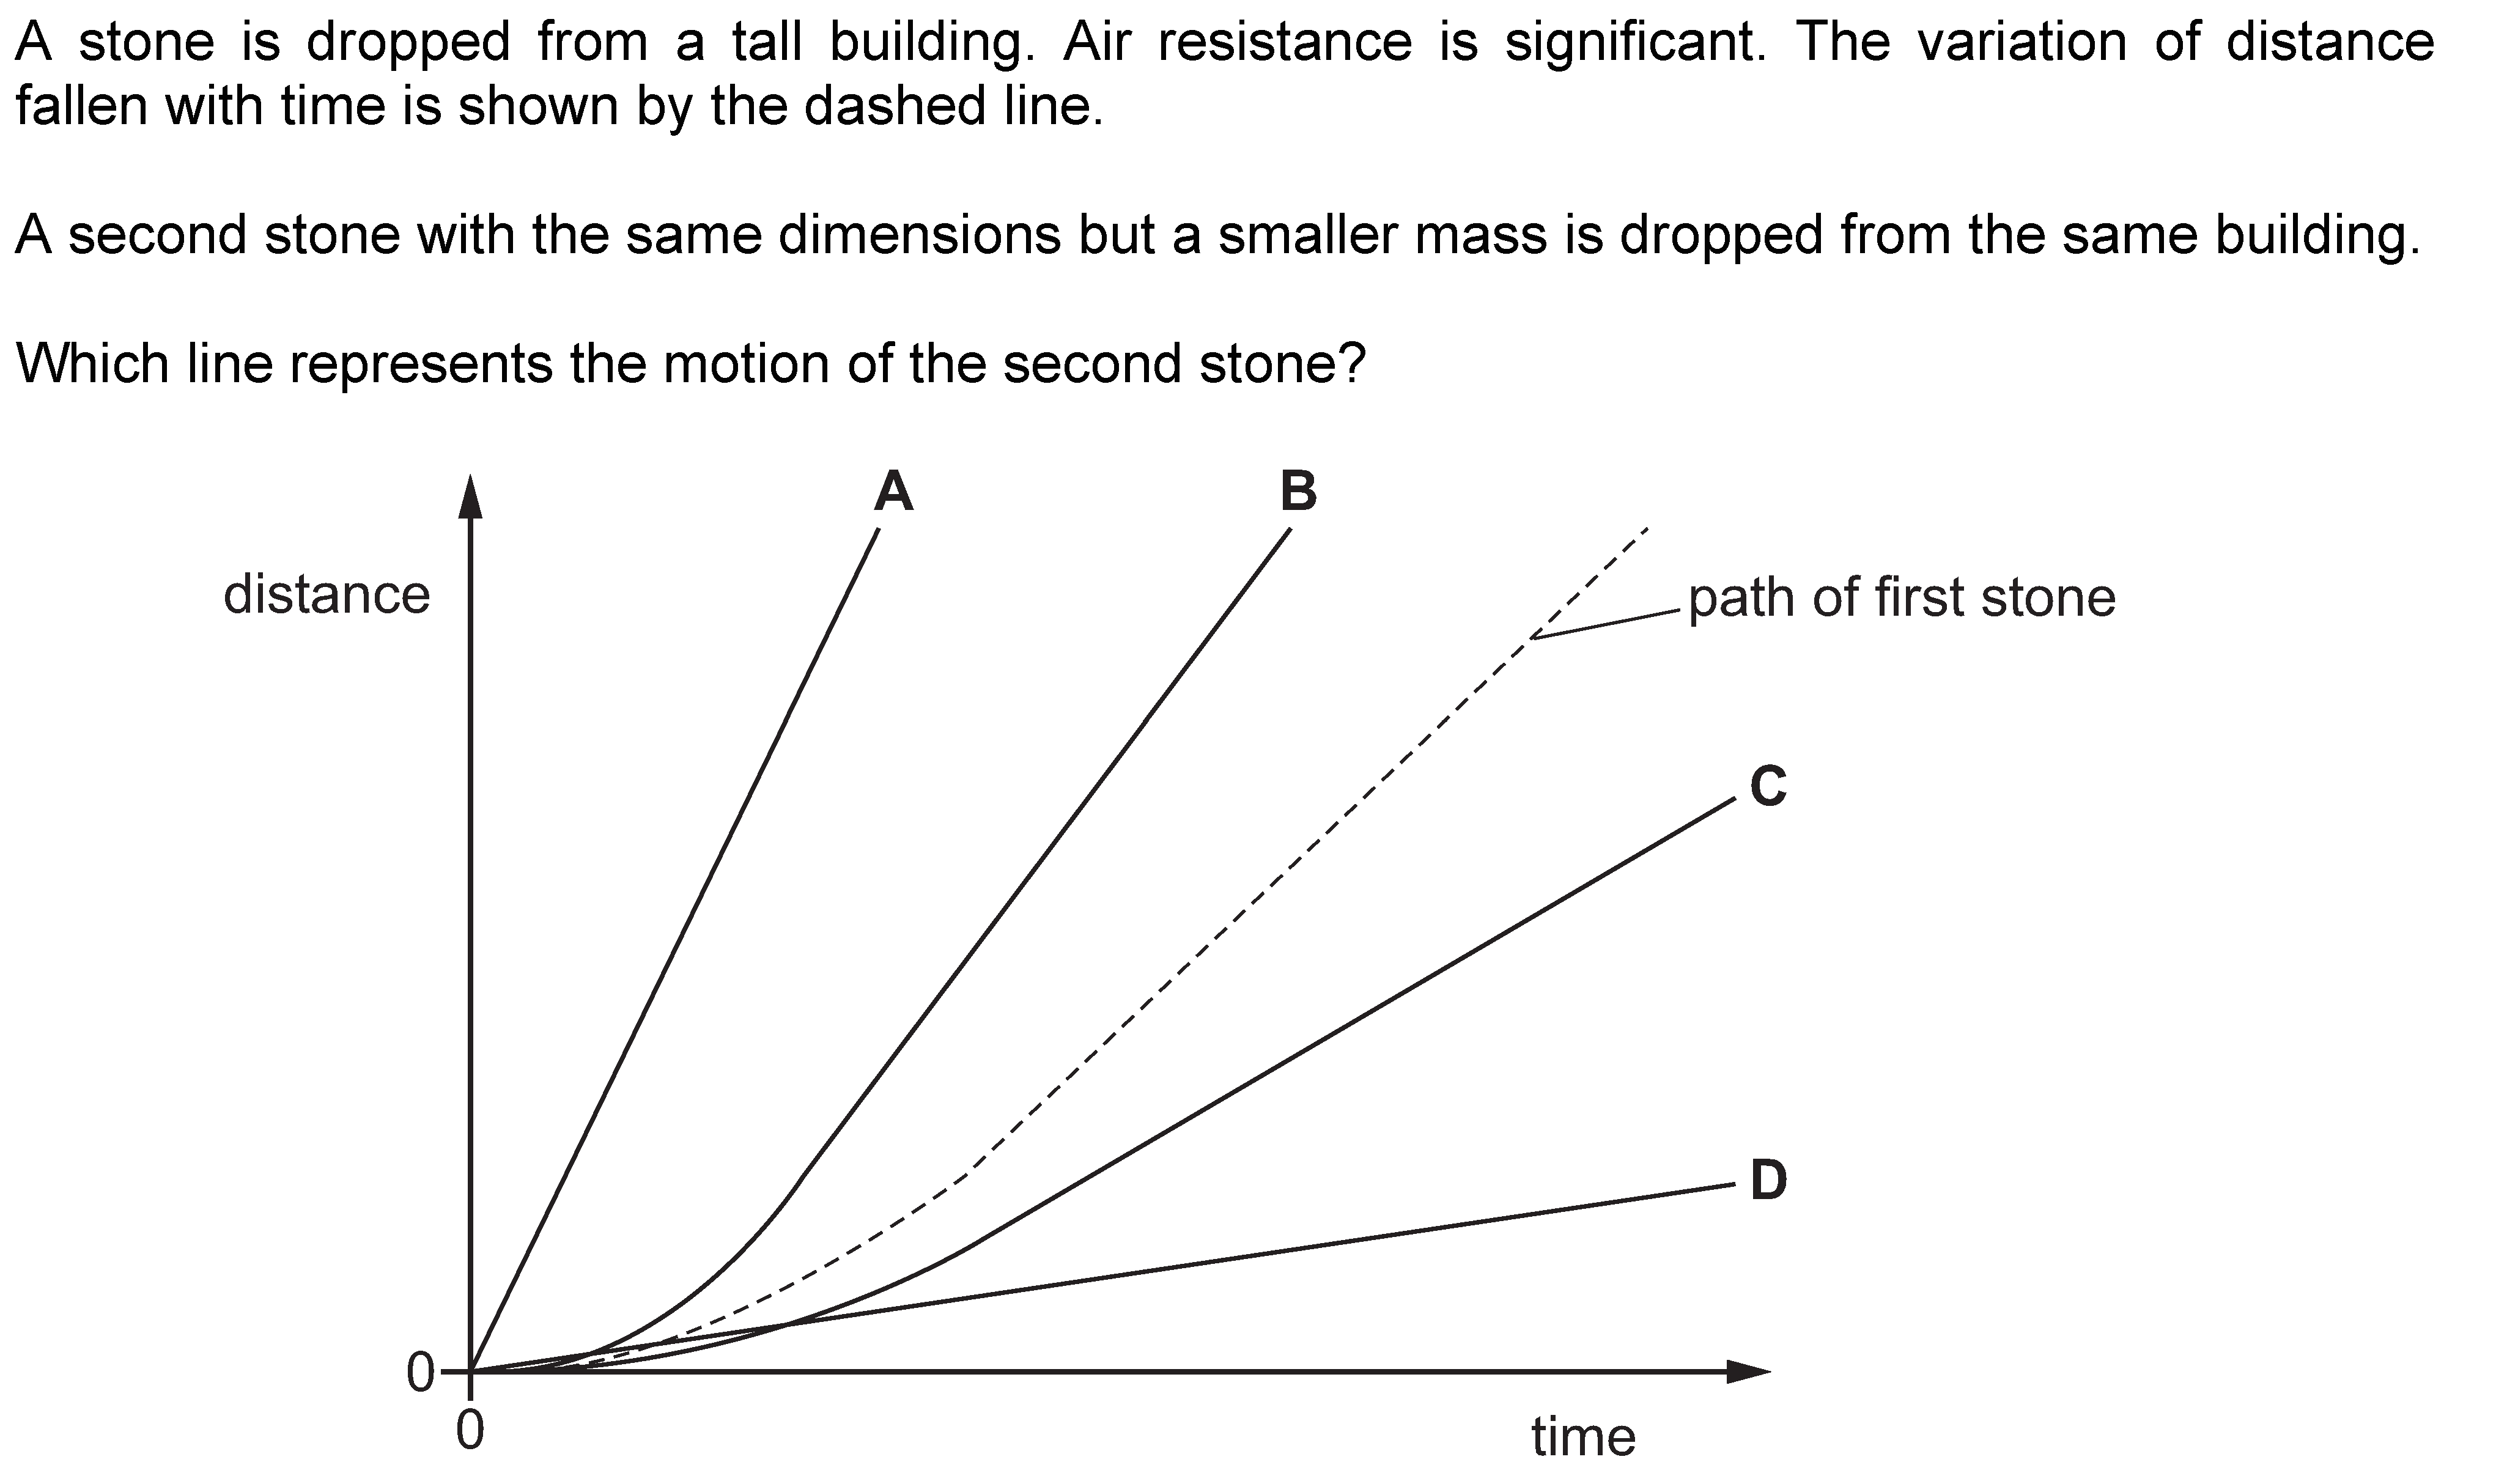 A stone is dropped from a tall building. Air resistance is significant. The variation of distance
fallen with time is shown by the dashed line.
A second stone with the same dimensions but a smaller mass is dropped from the same building.
Which line represents the motion of the second stone?
A
B
distance
path of first stone
C
D
0
0
time